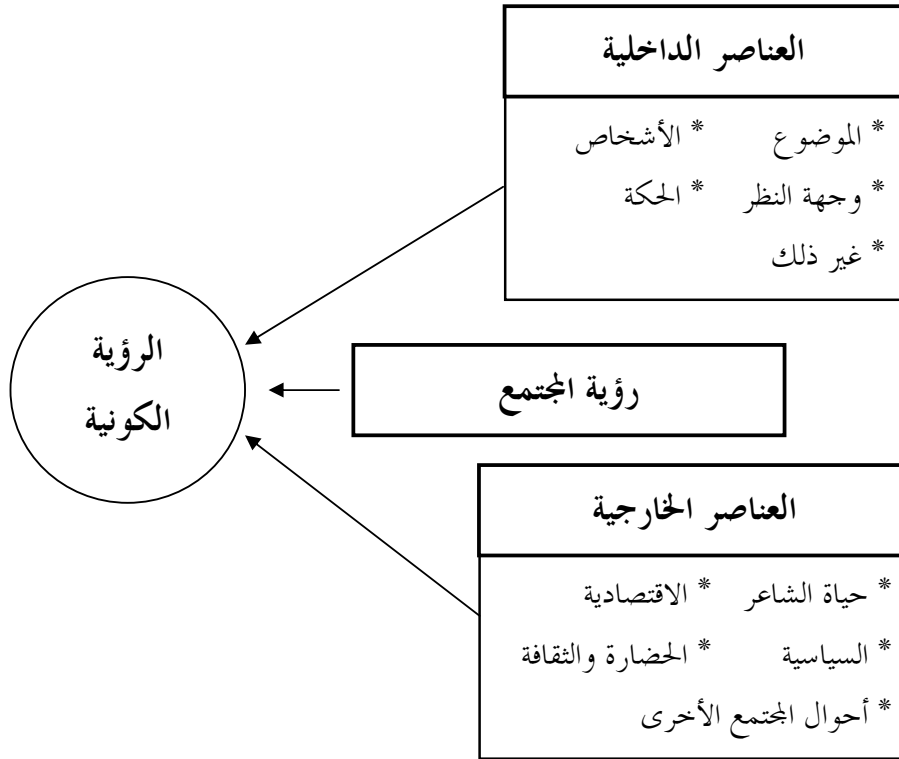 العناصر الداخلية
* الموضوع * الأشخاص
* وجهة النظر * الحكة
* غير ذلك
الرؤية
الكونية
رؤية المجتمع
العناصر الخارجية
* حياة الشاعر * الاقتصادية
* السياسية * الحضارة والثقافة
* أحوال المجتمع الأخرى